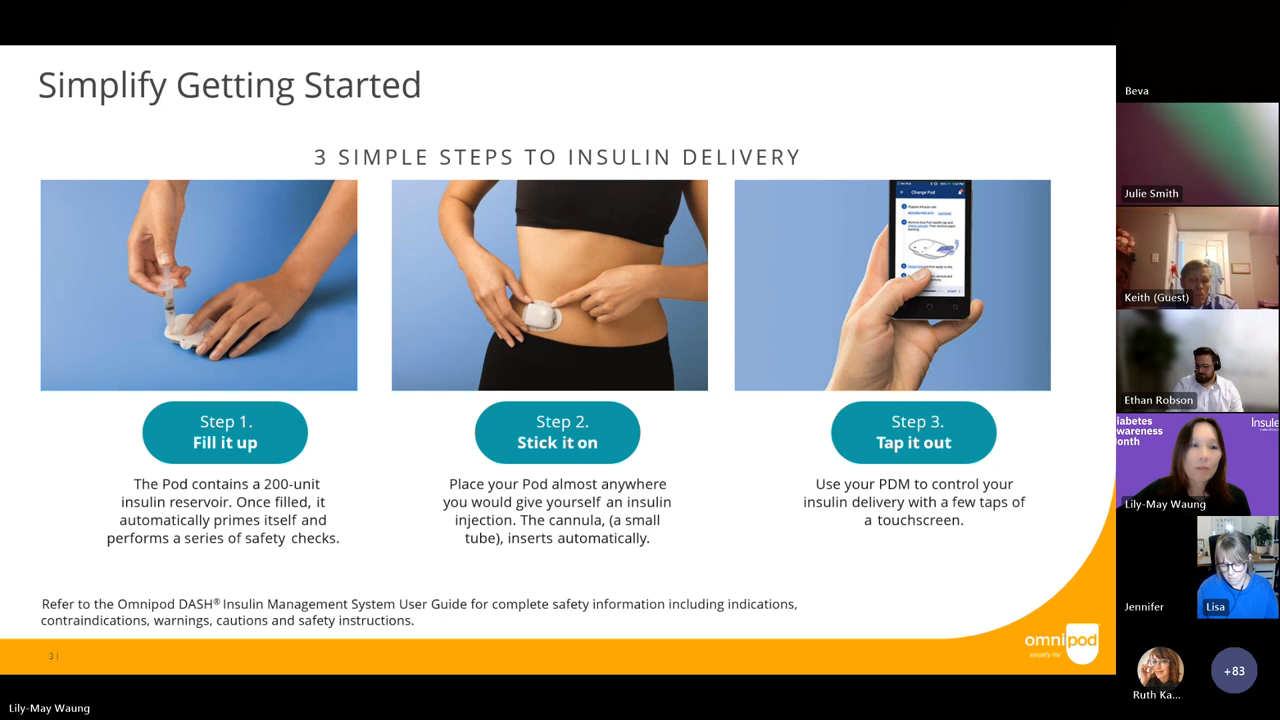 Simplify Getting Started
3 SIMPLE STEPS TO INSULIN DELIVERY
Change Pod
Step 1.
Fill it up
Step 2.
Stick it on
Step 3.
Tap it out
The Pod contains a 200-unit
insulin reservoir. Once filled, it
automatically primes itself and
performs a series of safety checks.
Place your Pod almost anywhere
you would give yourself an insulin
injection. The cannula, (a small
tube), inserts automatically.
Use your PDM to control your
insulin delivery with a few taps of
a touchscreen.
Refer to the Omnipod DASH® Insulin Management System User Guide for complete safety information including indications,
contraindications, warnings, cautions and safety instructions.
3 |
omnipod
simplify life
Beva
Julie Smith
Keith (Guest)
Ethan Robson
iabetes
wareness
onth
Insule
Lily-May Waung
Jennifer
Lisa
Ruth Ka...
+83
Lily-May Waung